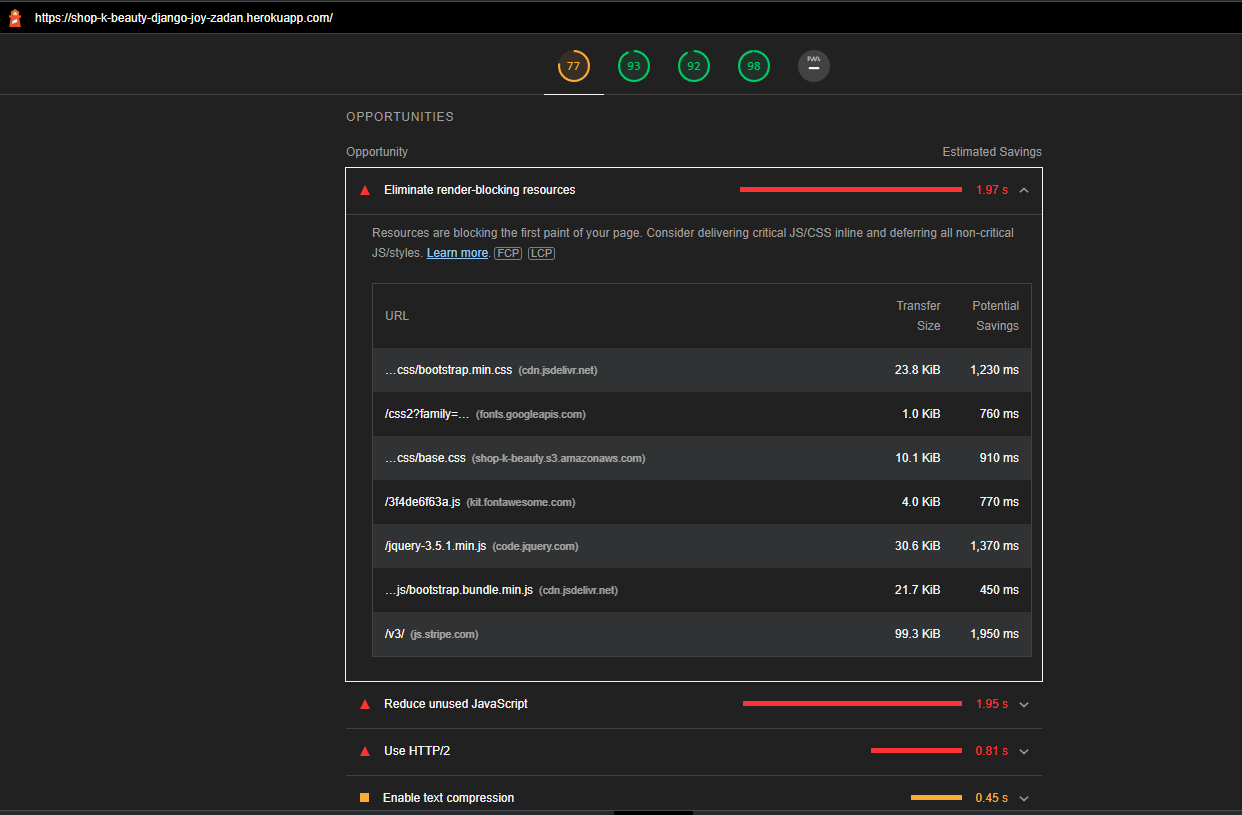 https://shop-k-beauty-django-joy-zadan.herokuapp.com/
77 93 92 98 PWA
OPPORTUNITIES
Opportunity Estimated Savings
Eliminate render-blocking resources 1.97 s
Resources are blocking the first paint of your page. Consider delivering critical JS/CSS inline and deferring all non-critical
JS/styles. Learn more. FCP LCP
URL Transfer Size Potential Savings
…css/bootstrap.min.css (cdn.jsdelivr.net) 23.8 KiB 1,230 ms
/css2?family=… (fonts.googleapis.com) 1.0 KiB 760 ms
…css/base.css (shop-k-beauty.s3.amazonaws.com) 10.1 KiB 910 ms
/3f4de6f63a.js (kit.fontawesome.com) 4.0 KiB 770 ms
/jquery-3.5.1.min.js (code.jquery.com) 30.6 KiB 1,370 ms
…js/bootstrap.bundle.min.js (cdn.jsdelivr.net) 21.7 KiB 450 ms
/v3/ (js.stripe.com) 99.3 KiB 1,950 ms
Reduce unused JavaScript 1.95 s
Use HTTP/2 0.81 s
Enable text compression 0.45 s